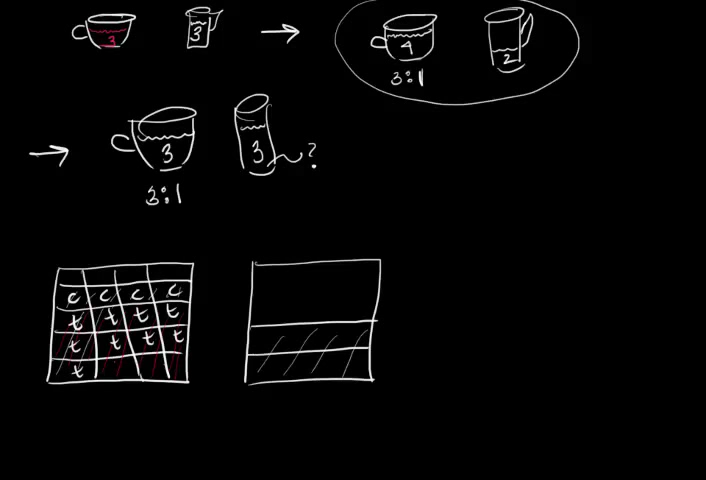 3 3 4 2
3:1
3 3 ?
3:1
c c c c
t t t t
t t t t
t